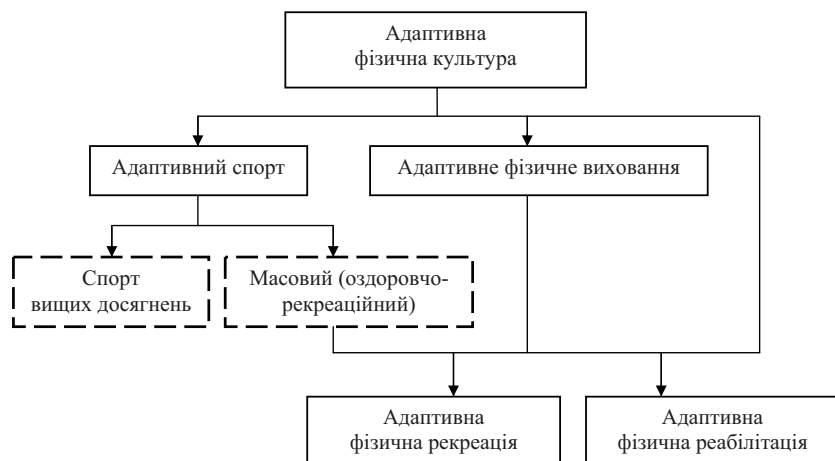 Адаптивна
фізична культура
Адаптивний спорт
Адаптивне фізичне виховання
Спорт
вищих досягнень
Масовий (оздоровчо-
рекреаційний)
Адаптивна
фізична рекреація
Адаптивна
фізична реабілітація